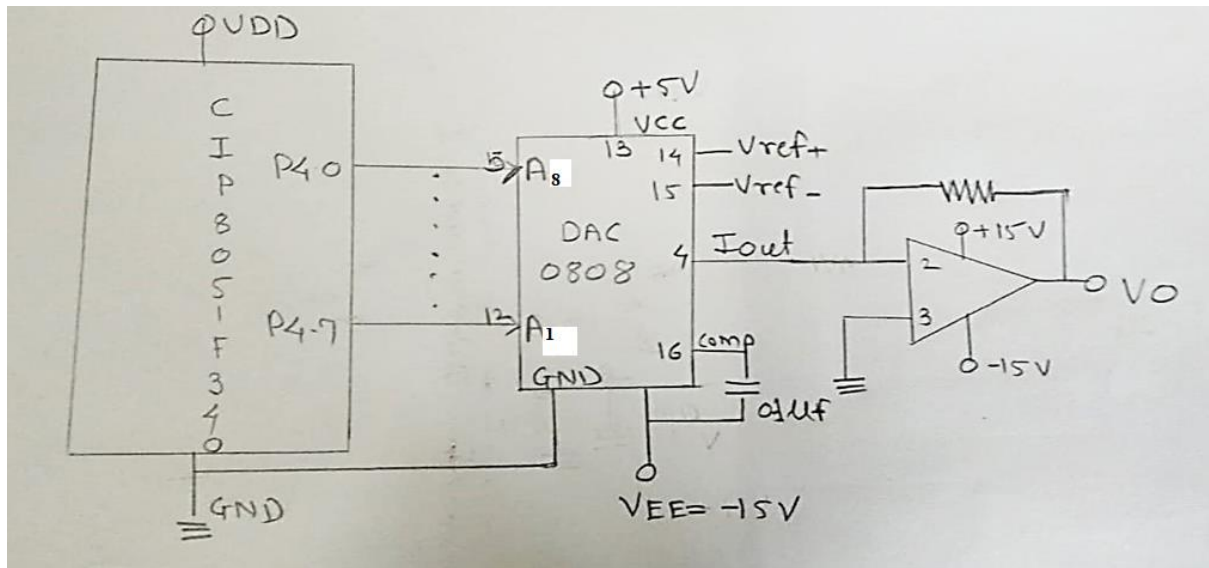 VDD
C
I
P
8
0
5
1
F
3
4
0
P4.0
P4-7
GND
+5V
VCC
13
5
A8
14
Vref+
15
Vref-
DAC
0808
4
Iout
12
A1
16
comp
GND
0.1Uf
VEE= -15V
2
3
+15V
-15V
VO